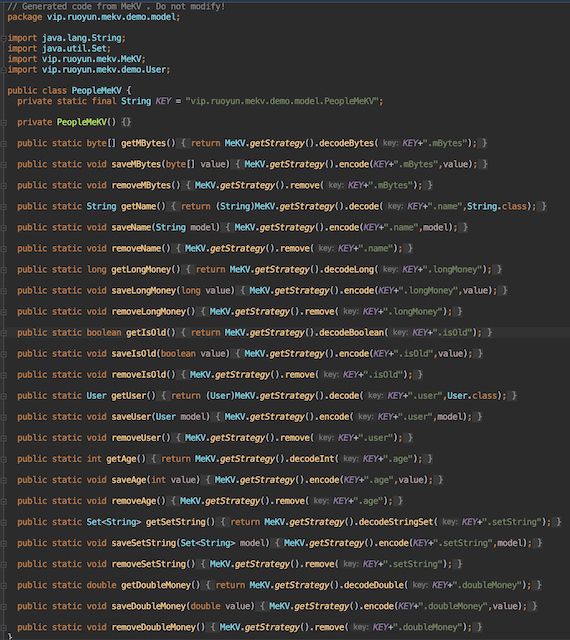 // Generated code from MeKV . Do not modify!
package vip.ruoyun.mekv.demo.model;
import java.lang.String;
import java.util.Set;
import vip.ruoyun.mekv.MeKV;
import vip.ruoyun.mekv.demo.User;
public class PeopleMeKV {
private static final String KEY = "vip.ruoyun.mekv.demo.model.PeopleMeKV";
private PeopleMeKV() {}
public static byte[] getMBytes() { return MeKV.getStrategy().decodeBytes( key: KEY+".mBytes"); }
public static void saveMBytes(byte[] value) { MeKV.getStrategy().encode(KEY+".mBytes",value); }
public static void removeMBytes() { MeKV.getStrategy().remove( key: KEY+".mBytes"); }
public static String getName() { return (String)MeKV.getStrategy().decode( key: KEY+".name",String.class); }
public static void saveName(String model) { MeKV.getStrategy().encode(KEY+".name",model); }
public static void removeName() { MeKV.getStrategy().remove( key: KEY+".name"); }
public static long getLongMoney() { return MeKV.getStrategy().decodeLong( key: KEY+".longMoney"); }
public static void saveLongMoney(long value) { MeKV.getStrategy().encode(KEY+".longMoney",value); }
public static void removeLongMoney() { MeKV.getStrategy().remove( key: KEY+".longMoney"); }
public static boolean getIsOld() { return MeKV.getStrategy().decodeBoolean( key: KEY+".isOld"); }
public static void saveIsOld(boolean value) { MeKV.getStrategy().encode(KEY+".isOld",value); }
public static void removeIsOld() { MeKV.getStrategy().remove( key: KEY+".isOld"); }
public static User getUser() { return (User)MeKV.getStrategy().decode( key: KEY+".user",User.class); }
public static void saveUser(User model) { MeKV.getStrategy().encode( key: KEY+".user",model); }
public static void removeUser() { MeKV.getStrategy().remove( key: KEY+".user"); }
public static int getAge() { return MeKV.getStrategy().decodeInt( key: KEY+".age"); }
public static void saveAge(int value) { MeKV.getStrategy().encode(KEY+".age",value); }
public static void removeAge() { MeKV.getStrategy().remove( key: KEY+".age"); }
public static Set<String> getSetString() { return MeKV.getStrategy().decodeStringSet( key: KEY+".setString"); }
public static void saveSetString(Set<String> model) { MeKV.getStrategy().encode(KEY+".setString",model); }
public static void removeSetString() { MeKV.getStrategy().remove( key: KEY+".setString"); }
public static double getDoubleMoney() { return MeKV.getStrategy().decodeDouble( key: KEY+".doubleMoney"); }
public static void saveDoubleMoney(double value) { MeKV.getStrategy().encode(KEY+".doubleMoney",value); }
public static void removeDoubleMoney() { MeKV.getStrategy().remove( key: KEY+".doubleMoney"); }
}